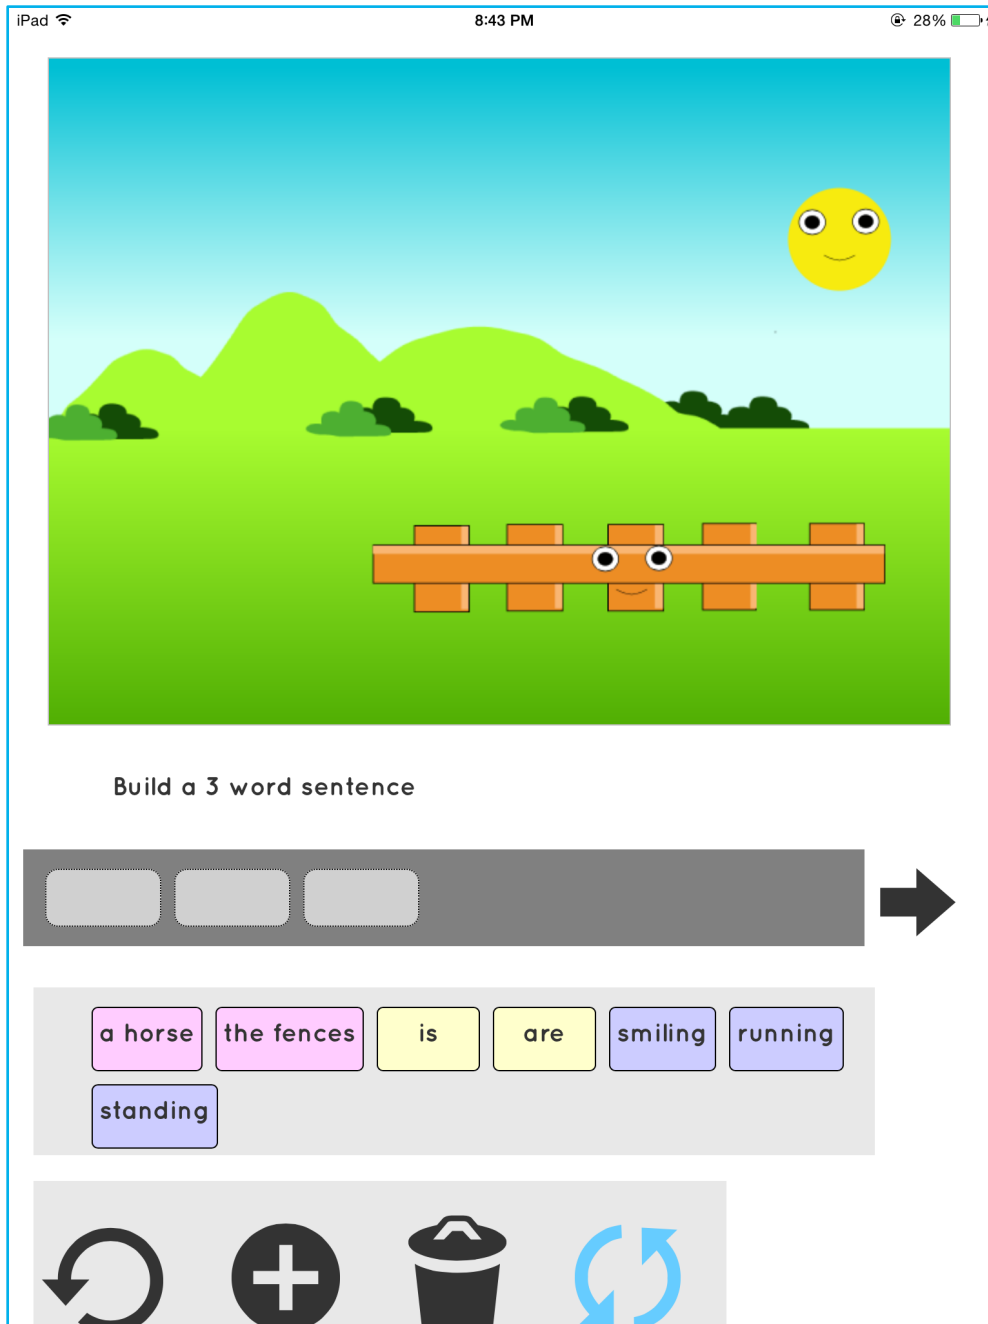 iPad 8:43 PM 28%
Build a 3 word sentence
a horse the fences is are smiling running
standing